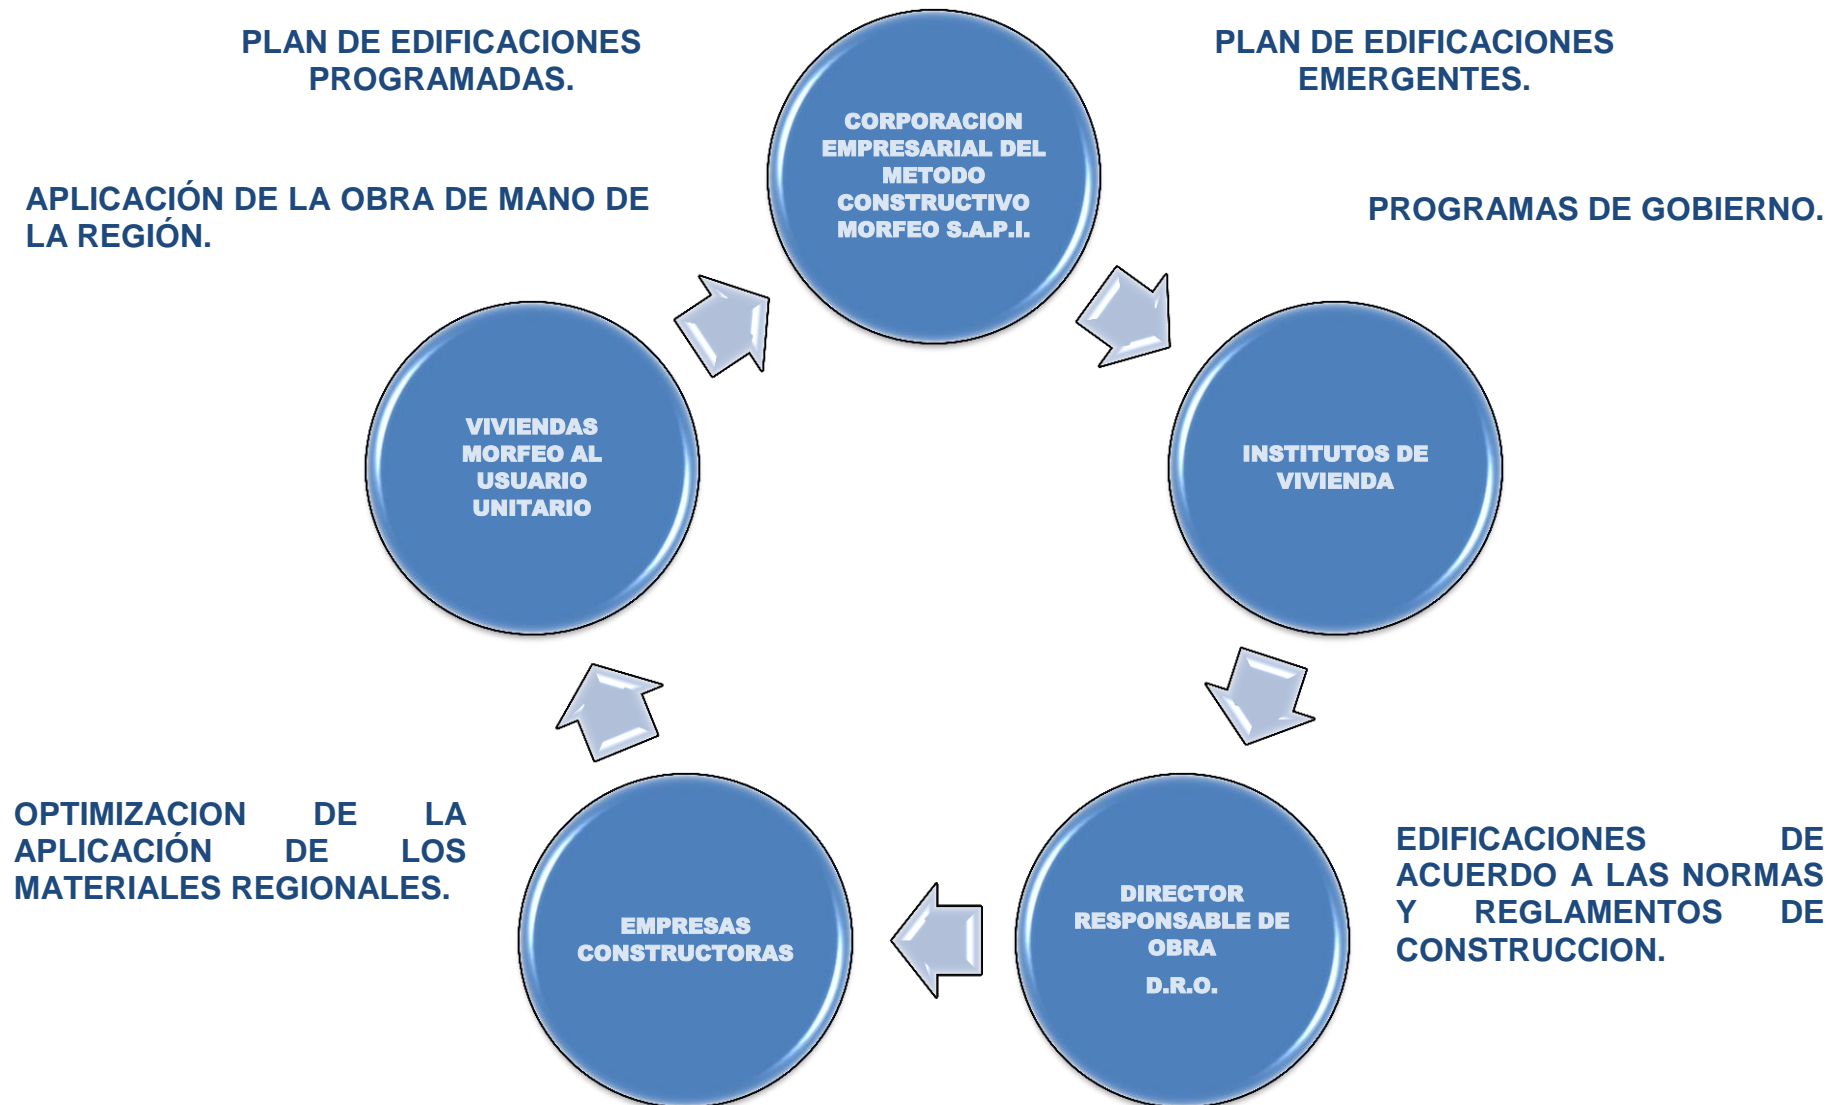 PLAN DE EDIFICACIONES
PROGRAMADAS.
PLAN DE EDIFICACIONES
EMERGENTES.
CORPORACION
EMPRESARIAL DEL
METODO
CONSTRUCTIVO
MORFEO S.A.P.I.
APLICACIÓN DE LA OBRA DE MANO DE
LA REGIÓN.
PROGRAMAS DE GOBIERNO.
VIVIENDAS
MORFEO AL
USUARIO
UNITARIO
INSTITUTOS DE
VIVIENDA
OPTIMIZACION DE LA
APLICACIÓN DE LOS
MATERIALES REGIONALES.
EMPRESAS
CONSTRUCTORAS
DIRECTOR
RESPONSABLE DE
OBRA
D.R.O.
EDIFICACIONES DE
ACUERDO A LAS NORMAS
Y REGLAMENTOS DE
CONSTRUCCION.